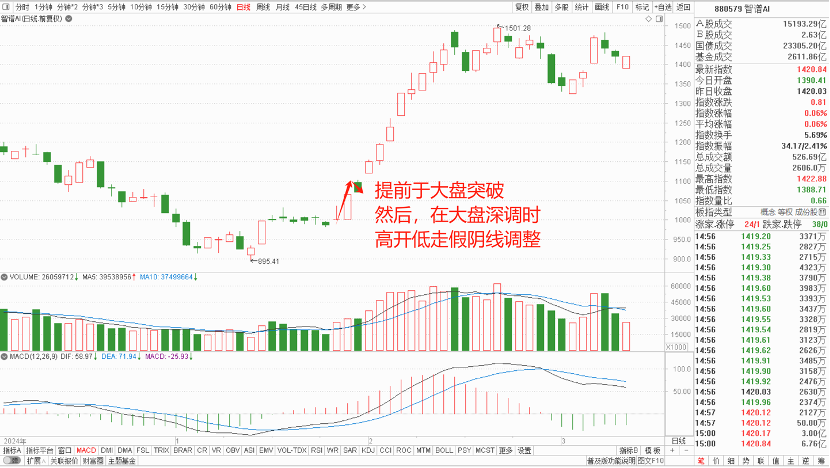 分时 1分钟 分钟*2 分钟*3 5分钟 10分钟 15分钟 30分钟 60分钟 日线 周线 月线 45日线 多周期 更多>
复权 叠加 多股 统计 画线 F10 标记 +自选 返回
智谱AI(日线.前复权)
880579 智谱AI
1501.28
895.41
提前于大盘突破
然后，在大盘深调时
高开低走假阴线调整
1500
1450
1400
1350
1300
1250
1200
1150
1100
1050
1000
950.0
900.0
VOLUME: 26059712↓ MA5: 39538956↑ MA10: 37499664↓
60000
45000
30000
15000
X1000
MACD(12,26,9) DIF: 58.97↓ DEA: 71.94↓ MACD: -25.93↓
100.0
50.00
2024年
1
2
3
日线
指标A 指标平台 窗口 MACD DMI DMA FSL TRIX BRAR CR VR OBV ASI EMV VOL-TDX RSI WR SAR KDJ CCI ROC MTM BOLL PSY MCST 更多 设置
指标B 模板
扩展∧ 关联报价 财富圈 主题基金
图文F10
A股成交 15193.29亿
B股成交 2.63亿
国债成交 23305.20亿
基金成交 2611.86亿
最新指数 1420.84
今日开盘 1390.41
昨日收盘 1420.03
指数涨跌 0.81
指数涨幅 0.06%
平均涨幅 0.06%
指数换手 5.69%
指数振幅 34.17/2.41%
总成交额 526.69亿
总成交量 2606.0万
最高指数 1422.88
最低指数 1388.71
指数量比 0.66
板指类型 概念 等权 成份股
涨家.涨停 24/1 跌家.跌停 38/0
14:56 1419.20 3371万
14:56 1419.25 2827万
14:56 1419.33 2715万
14:56 1419.30 4323万
14:56 1419.38 3790万
14:56 1419.60 3983万
14:56 1419.53 3393万
14:56 1419.60 3437万
14:56 1419.55 3328万
14:56 1419.54 2819万
14:56 1419.61 3123万
14:56 1419.62 2626万
14:56 1419.91 3485万
14:56 1419.90 3158万
14:56 1419.92 2476万
14:56 1420.03 2630万
14:56 1419.96 2374万
14:57 1420.12 2127万
14:57 1420.12 50.00万
15:00 1420.17 3.00亿
15:00 1420.84 6.76亿
笔 价 细 势 联 值 主 逆 筹